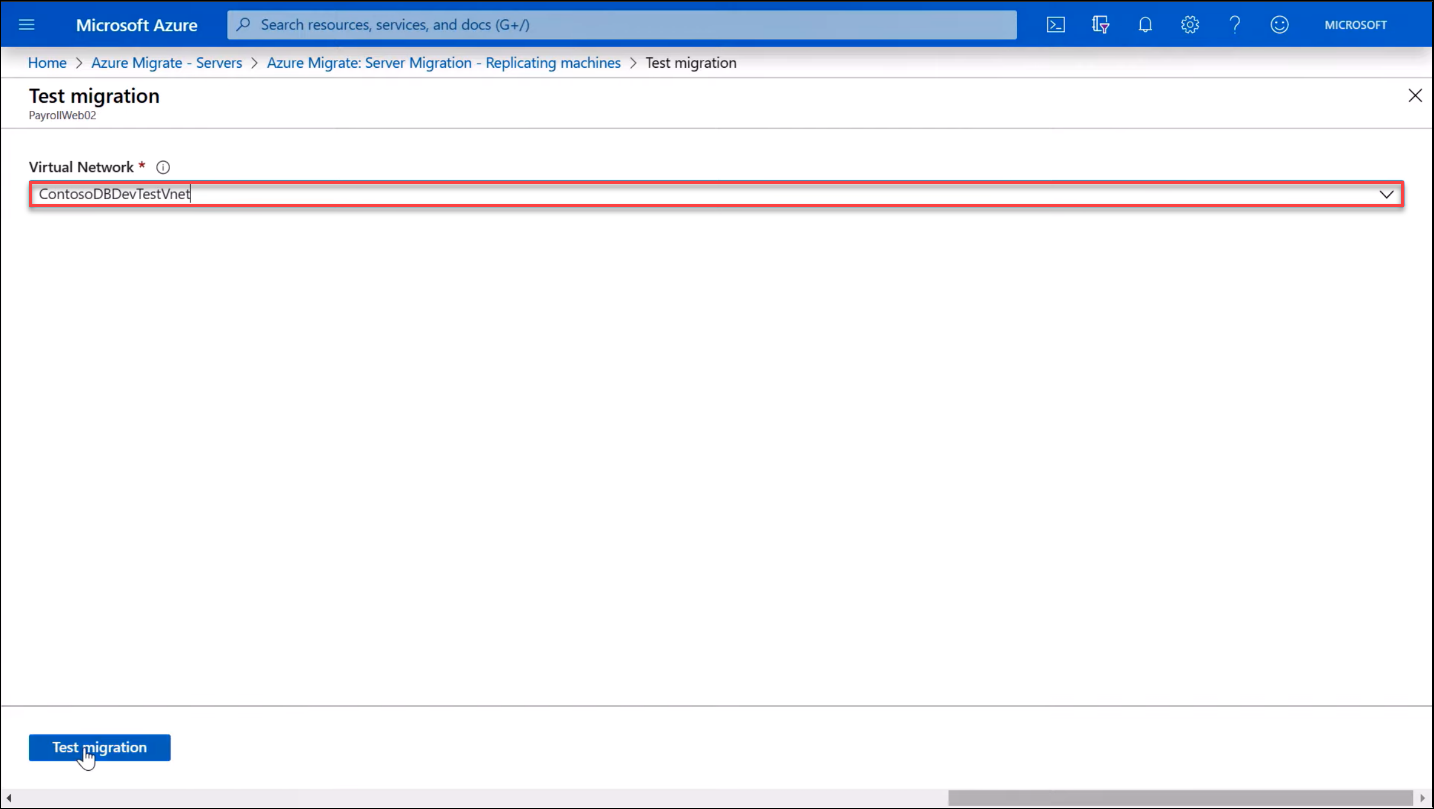 Microsoft Azure
Search resources, services, and docs (G+/)
MICROSOFT
Home > Azure Migrate - Servers > Azure Migrate: Server Migration - Replicating machines > Test migration
Test migration
PayrollWeb02
Virtual Network *
ContosoDBDevTestVnet
Test migration